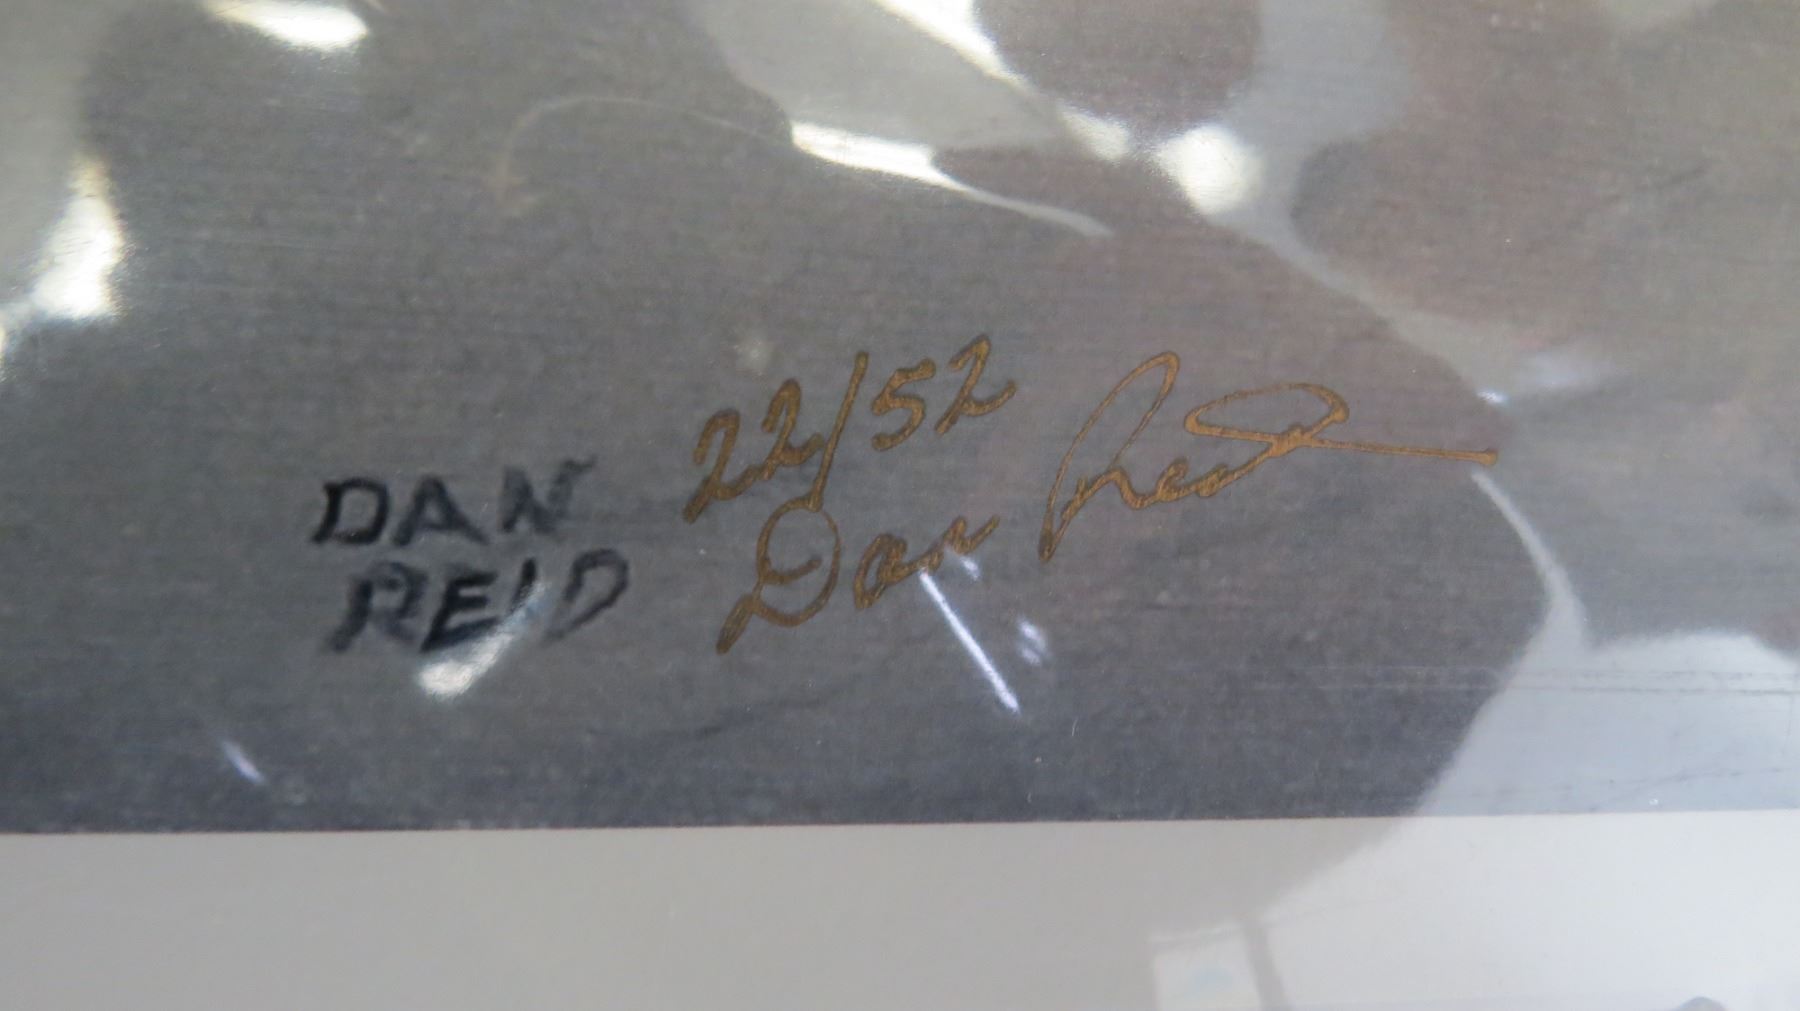 DAN
REID
22/52
Dan Reid